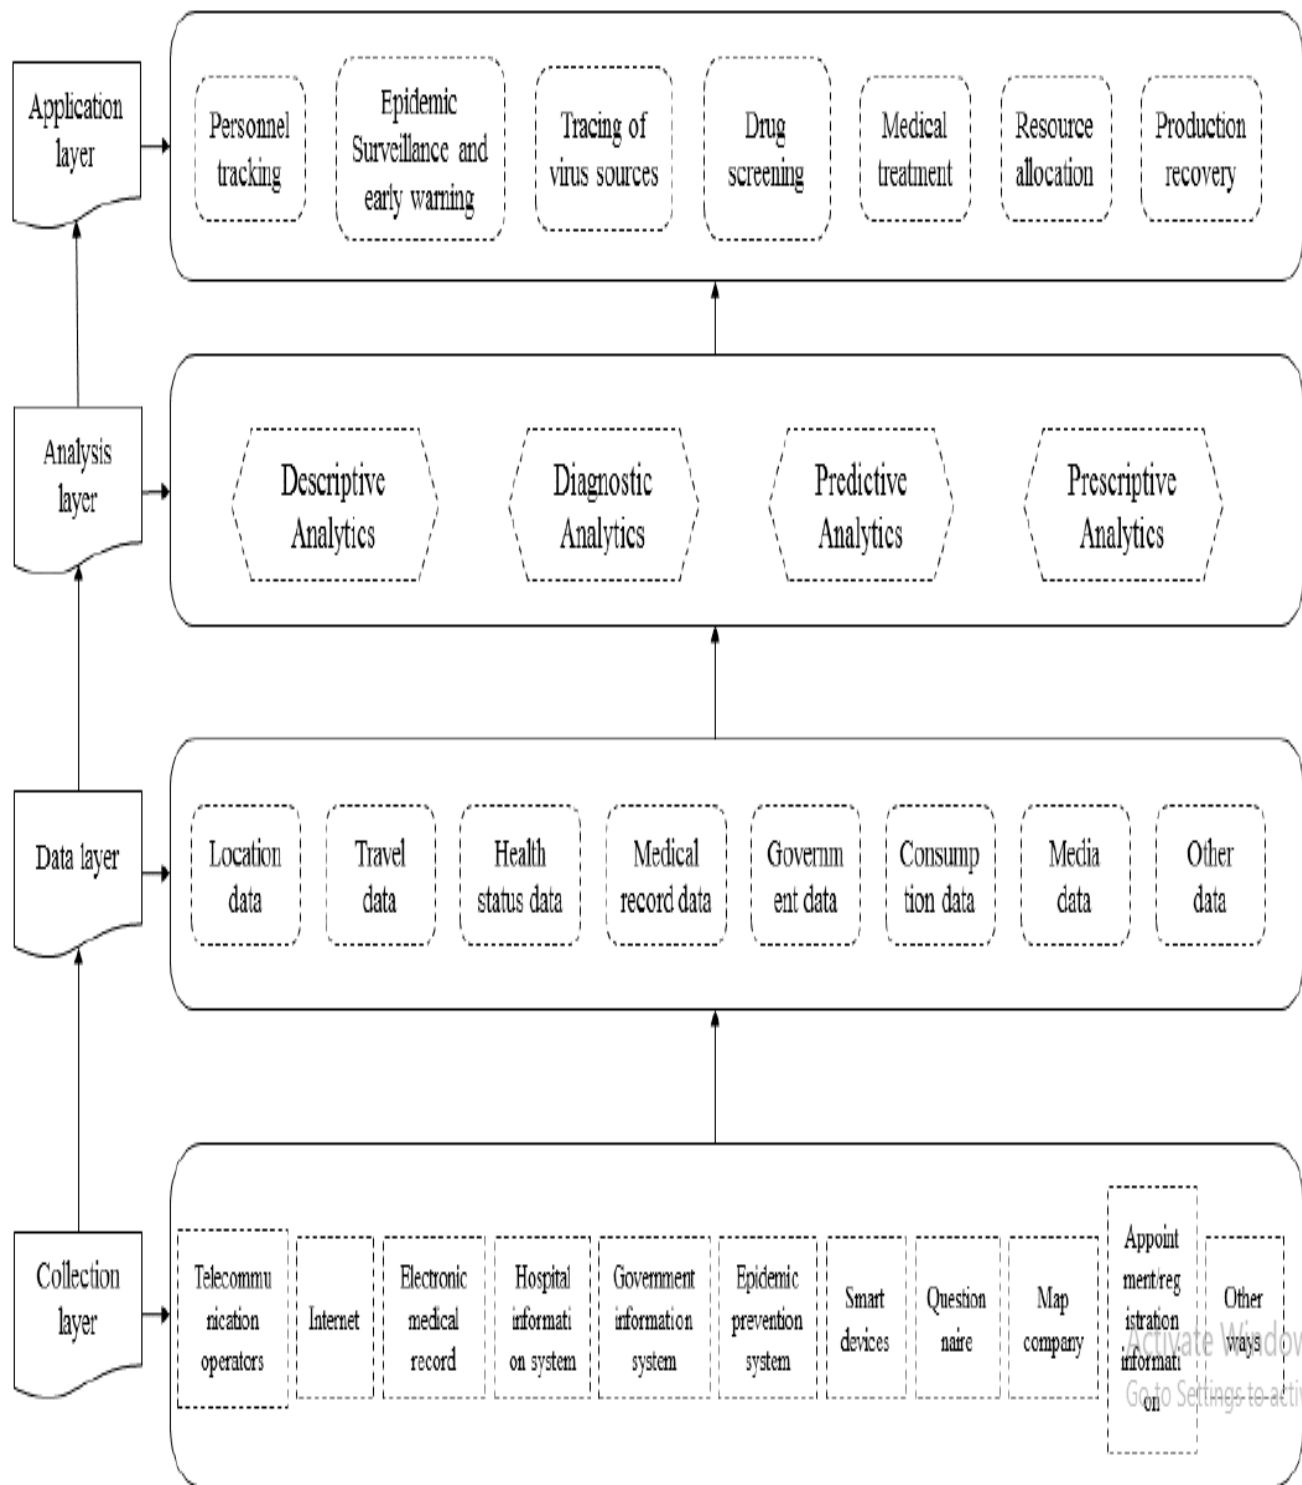 Application
layer
Personnel
tracking
Epidemic
Surveillance and
early warning
Tracing of
virus sources
Drug
screening
Medical
treatment
Resource
allocation
Production
recovery
Analysis
layer
Descriptive
Analytics
Diagnostic
Analytics
Predictive
Analytics
Prescriptive
Analytics
Data layer
Location
data
Travel
data
Health
status data
Medical
record data
Governm
ent data
Consump
tion data
Media
data
Other
data
Collection
layer
Telecommu
nication
operators
Internet
Electronic
medical
record
Hospital
informati
on system
Government
information
system
Epidemic
prevention
system
Smart
devices
Question
naire
Map
company
Appoint
ment/reg
istration
informati
on
Other
ways
Activate Window
Go to Settings to activ